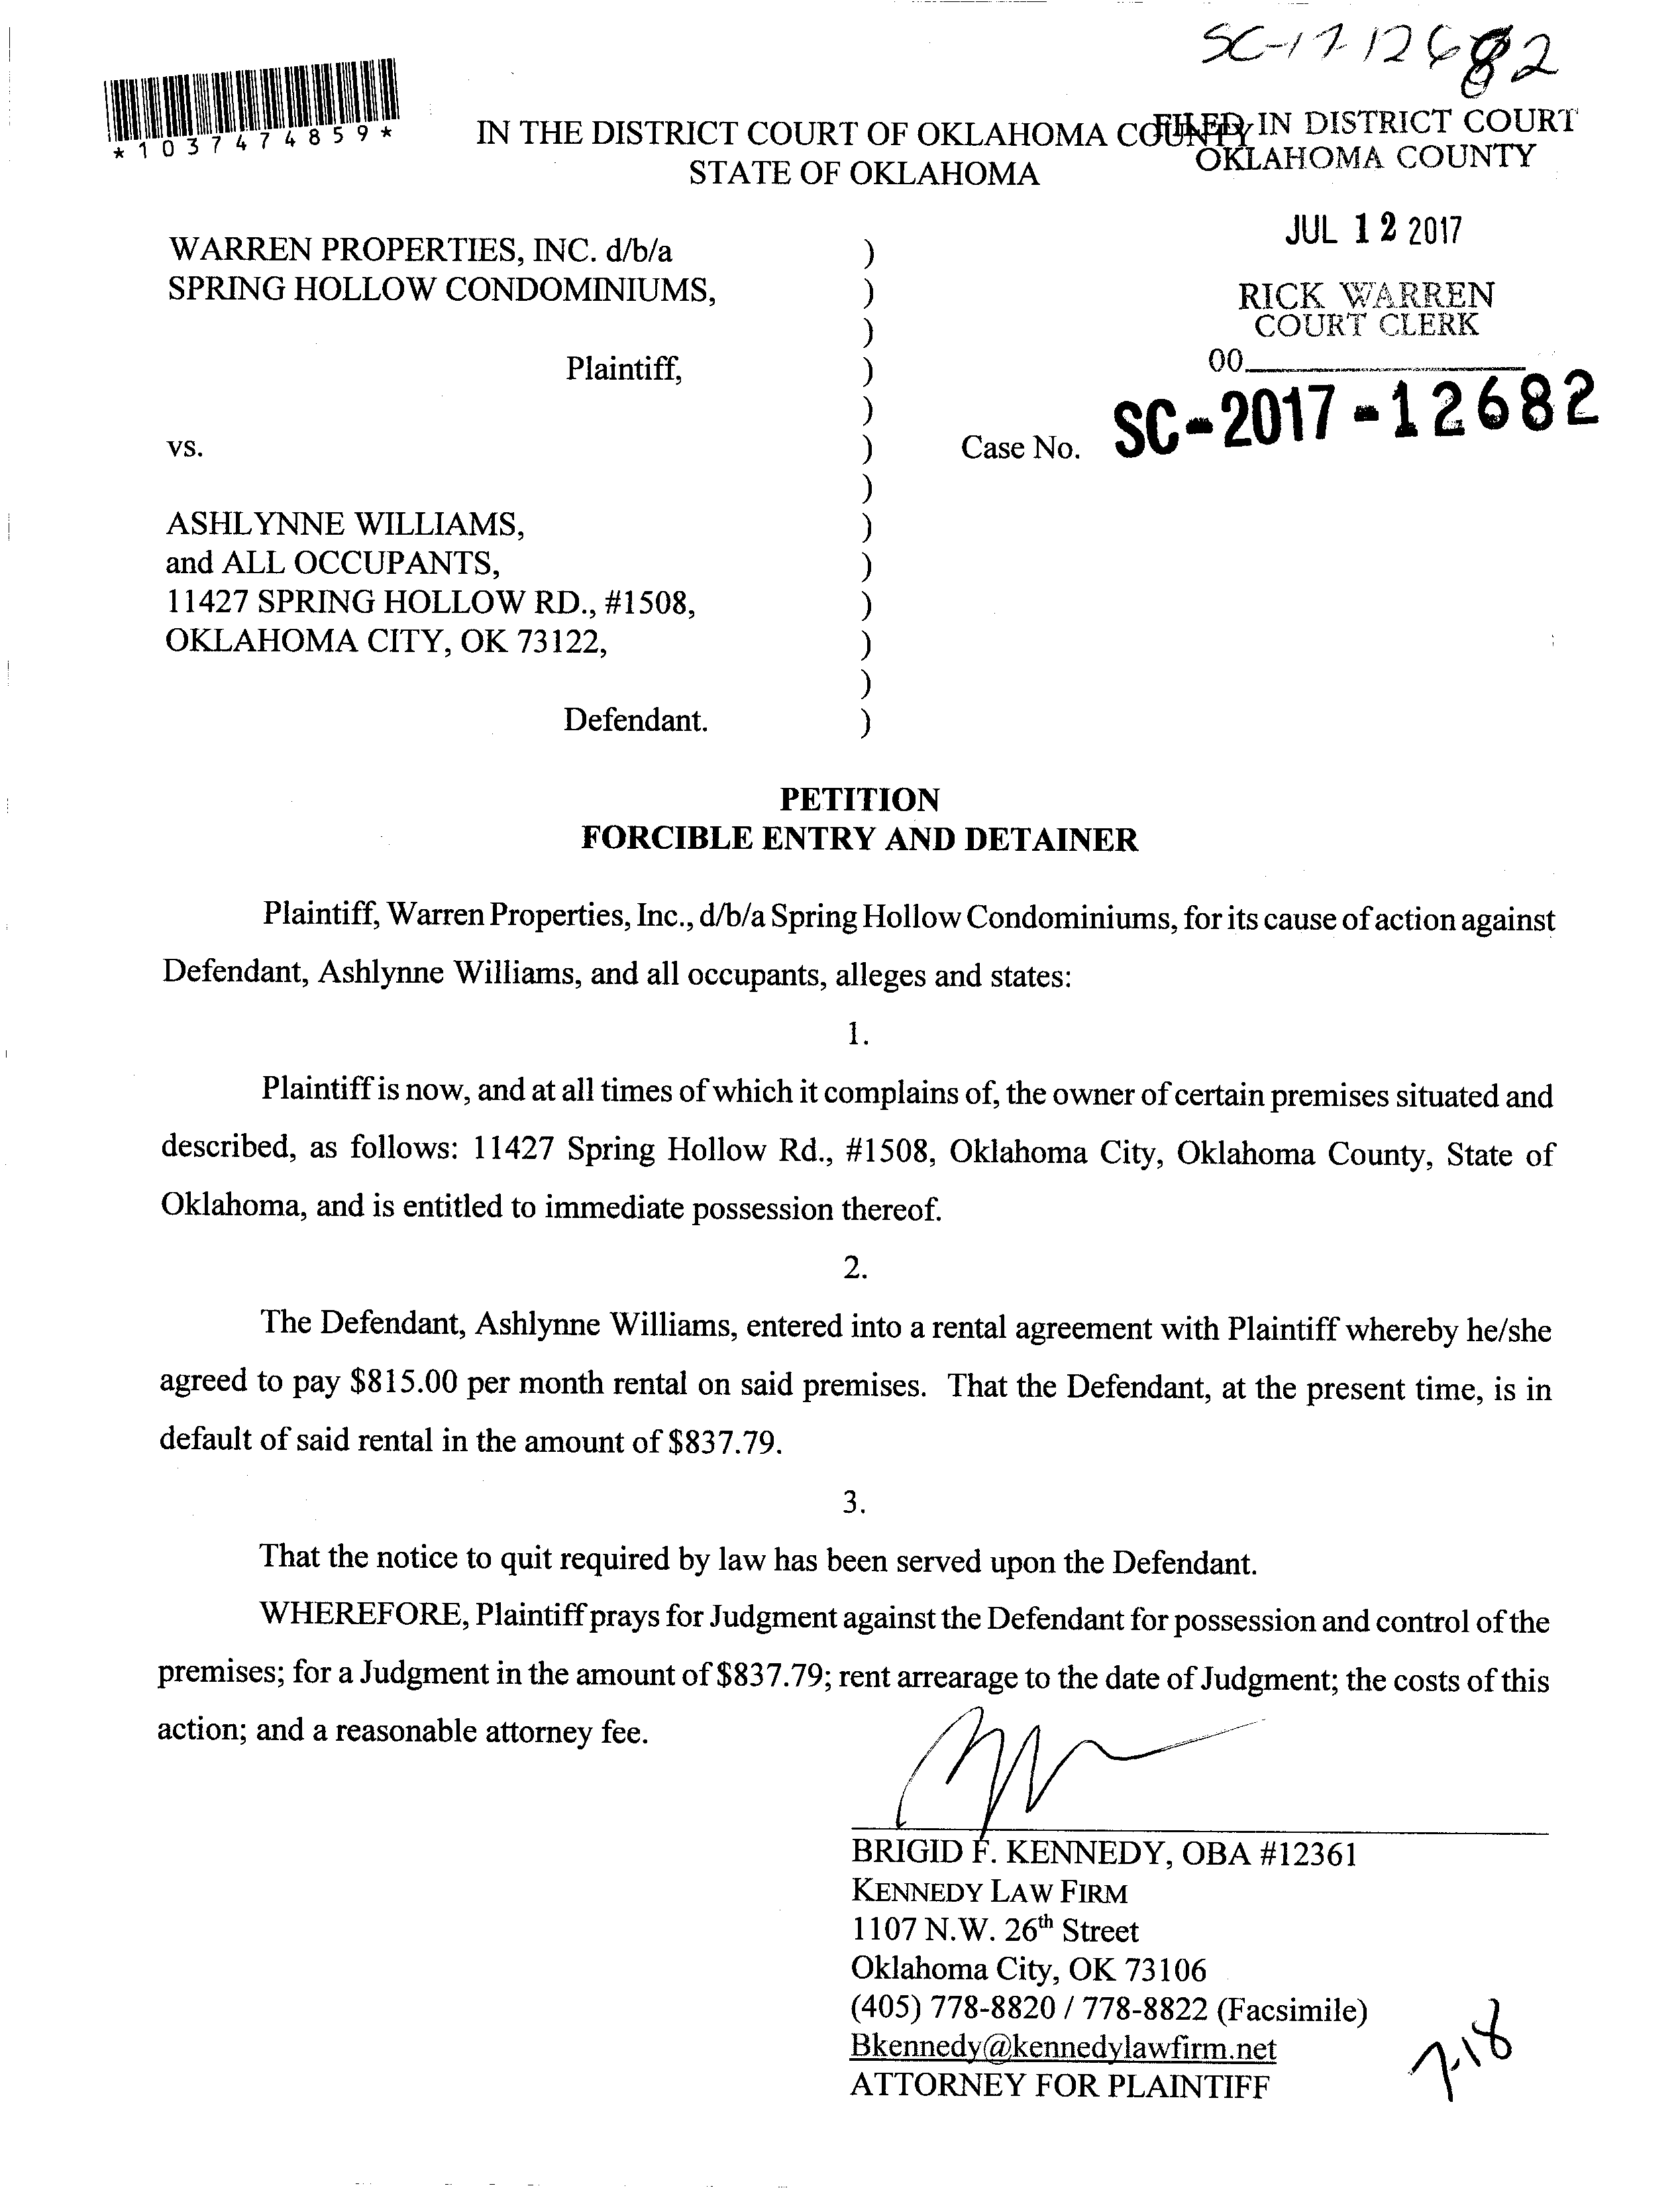 SC-17-12682
*1037474859*
IN THE DISTRICT COURT OF OKLAHOMA COUNTY
STATE OF OKLAHOMA
FILED IN DISTRICT COURT
OKLAHOMA COUNTY
JUL 12 2017
RICK WARREN
COURT CLERK
00
WARREN PROPERTIES, INC. d/b/a )
SPRING HOLLOW CONDOMINIUMS, )
)
Plaintiff, )
)
vs. ) Case No. SC-2017-12682
)
ASHLYNNE WILLIAMS, )
and ALL OCCUPANTS, )
11427 SPRING HOLLOW RD., #1508, )
OKLAHOMA CITY, OK 73122, )
)
Defendant. )
PETITION
FORCIBLE ENTRY AND DETAINER
Plaintiff, Warren Properties, Inc., d/b/a Spring Hollow Condominiums, for its cause of action against
Defendant, Ashlynne Williams, and all occupants, alleges and states:
1.
Plaintiff is now, and at all times of which it complains of, the owner of certain premises situated and
described, as follows: 11427 Spring Hollow Rd., #1508, Oklahoma City, Oklahoma County, State of
Oklahoma, and is entitled to immediate possession thereof.
2.
The Defendant, Ashlynne Williams, entered into a rental agreement with Plaintiff whereby he/she
agreed to pay $815.00 per month rental on said premises. That the Defendant, at the present time, is in
default of said rental in the amount of $837.79.
3.
That the notice to quit required by law has been served upon the Defendant.
WHEREFORE, Plaintiff prays for Judgment against the Defendant for possession and control of the
premises; for a Judgment in the amount of $837.79; rent arrearage to the date of Judgment; the costs of this
action; and a reasonable attorney fee.
BRIGID F. KENNEDY, OBA #12361
KENNEDY LAW FIRM
1107 N.W. 26th Street
Oklahoma City, OK 73106
(405) 778-8820 / 778-8822 (Facsimile)
Bkennedy@kennedylawfirm.net
ATTORNEY FOR PLAINTIFF
7-18